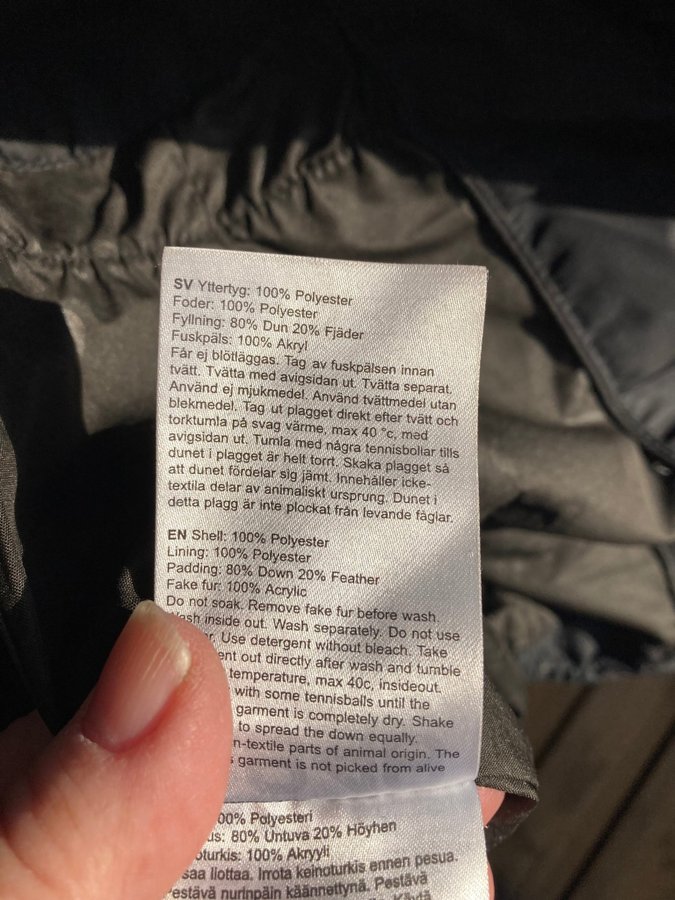 SV Yttertyg: 100% Polyester
Foder: 100% Polyester
Fyllning: 80% Dun 20% Fjäder
Fuskpäls: 100% Akryl
Får ej blötläggas. Tag av fuskpälsen innan
tvätt. Tvätta med avigsidan ut. Tvätta separat.
Använd ej mjukmedel. Använd tvättmedel utan
blekmedel. Tag ut plagget direkt efter tvätt och
torktumla på svag värme, max 40 °c, med
avigsidan ut. Tumla med några tennisbollar tills
dunet i plagget är helt torrt. Skaka plagget så
att dunet fördelar sig jämt. Innehåller icke-
textila delar av animaliskt ursprung. Dunet i
detta plagg är inte plockat från levande fåglar.
EN Shell: 100% Polyester
Lining: 100% Polyester
Padding: 80% Down 20% Feather
Fake fur: 100% Acrylic
Do not soak. Remove fake fur before wash.
inside out. Wash separately. Do not use
Use detergent without bleach. Take
out directly after wash and tumble
temperature, max 40c, insideout.
with some tennisballs until the
garment is completely dry. Shake
to spread the down equally.
n-textile parts of animal origin. The
garment is not picked from alive
00% Polyesteri
80% Untuva 20% Höyhen
100% Akryyli
liottaa. Irrota keinoturkis ennen pesua.
nurinpäin käännettynä. Pestävä